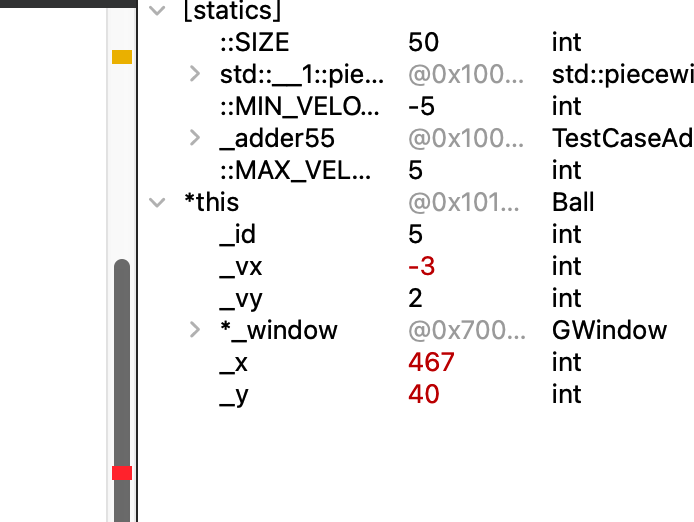 [statics]
::SIZE 50 int
std::__1::pie... @0x100... std::piecewi
::MIN_VELO... -5 int
_adder55 @0x100... TestCaseAd
::MAX_VEL... 5 int
*this @0x101... Ball
_id 5 int
_vx -3 int
_vy 2 int
*_window @0x700... GWindow
_x 467 int
_y 40 int